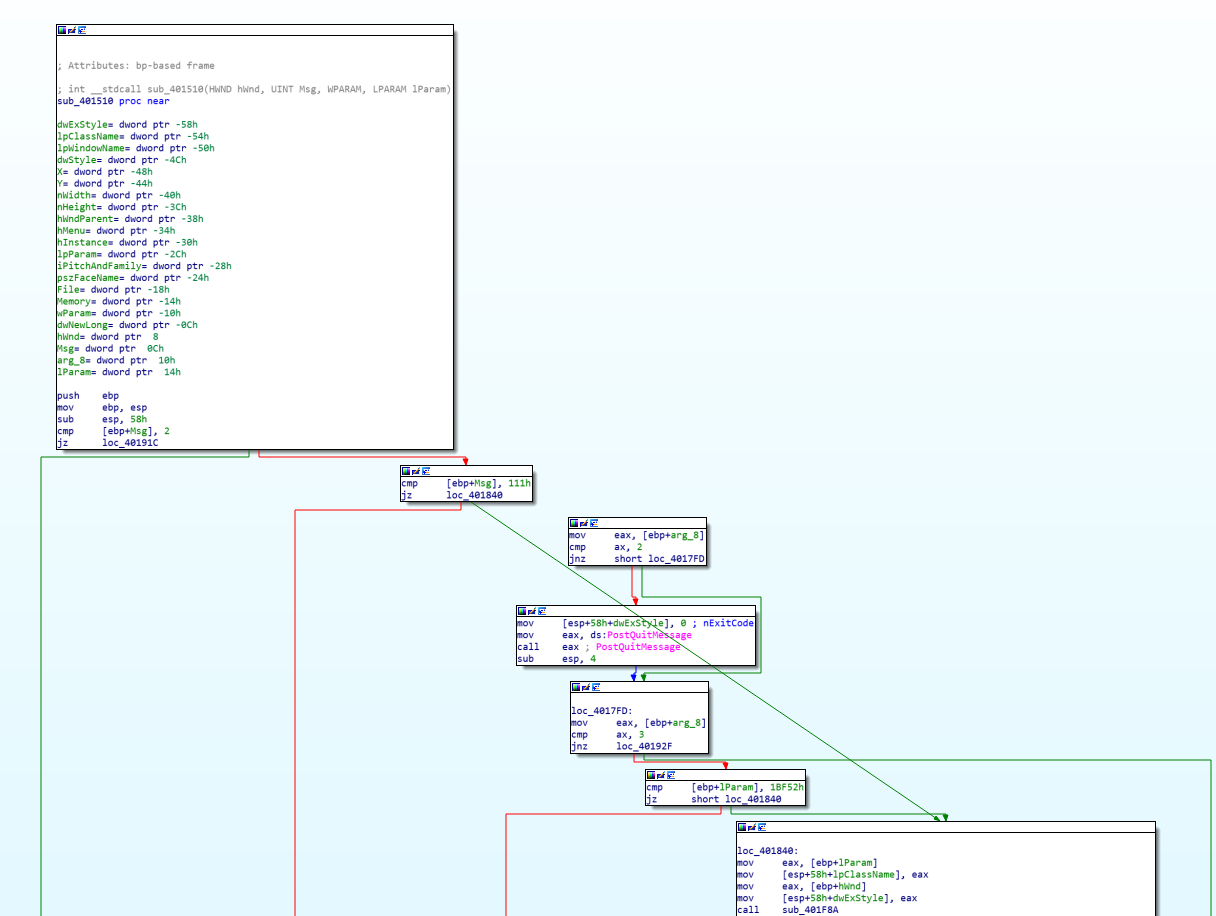 ; Attributes: bp-based frame
; int __stdcall sub_401510(HWND hWnd, UINT Msg, WPARAM, LPARAM lParam)
sub_401510 proc near
dwExStyle= dword ptr -58h
lpClassName= dword ptr -54h
lpWindowName= dword ptr -50h
dwStyle= dword ptr -4Ch
X= dword ptr -48h
Y= dword ptr -44h
nWidth= dword ptr -40h
nHeight= dword ptr -3Ch
hWndParent= dword ptr -38h
hMenu= dword ptr -34h
hInstance= dword ptr -30h
lpParam= dword ptr -2Ch
iPitchAndFamily= dword ptr -28h
pszFaceName= dword ptr -24h
File= dword ptr -18h
Memory= dword ptr -14h
wParam= dword ptr -10h
dwNewLong= dword ptr -0Ch
hWnd= dword ptr  8
Msg= dword ptr  0Ch
arg_8= dword ptr  10h
lParam= dword ptr  14h
push    ebp
mov     ebp, esp
sub     esp, 58h
cmp     [ebp+Msg], 2
jz      loc_40191C
cmp     [ebp+Msg], 111h
jz      loc_401840
mov     eax, [ebp+arg_8]
cmp     ax, 2
jnz     short loc_4017FD
mov     [esp+58h+dwExStyle], 0 ; nExitCode
mov     eax, ds:PostQuitMessage
call    eax ; PostQuitMessage
sub     esp, 4
loc_4017FD:
mov     eax, [ebp+arg_8]
cmp     ax, 3
jnz     loc_40192F
cmp     [ebp+lParam], 1BF52h
jz      short loc_401840
loc_401840:
mov     eax, [ebp+lParam]
mov     [esp+58h+lpClassName], eax
mov     eax, [ebp+hWnd]
mov     [esp+58h+dwExStyle], eax
call    sub_401F8A